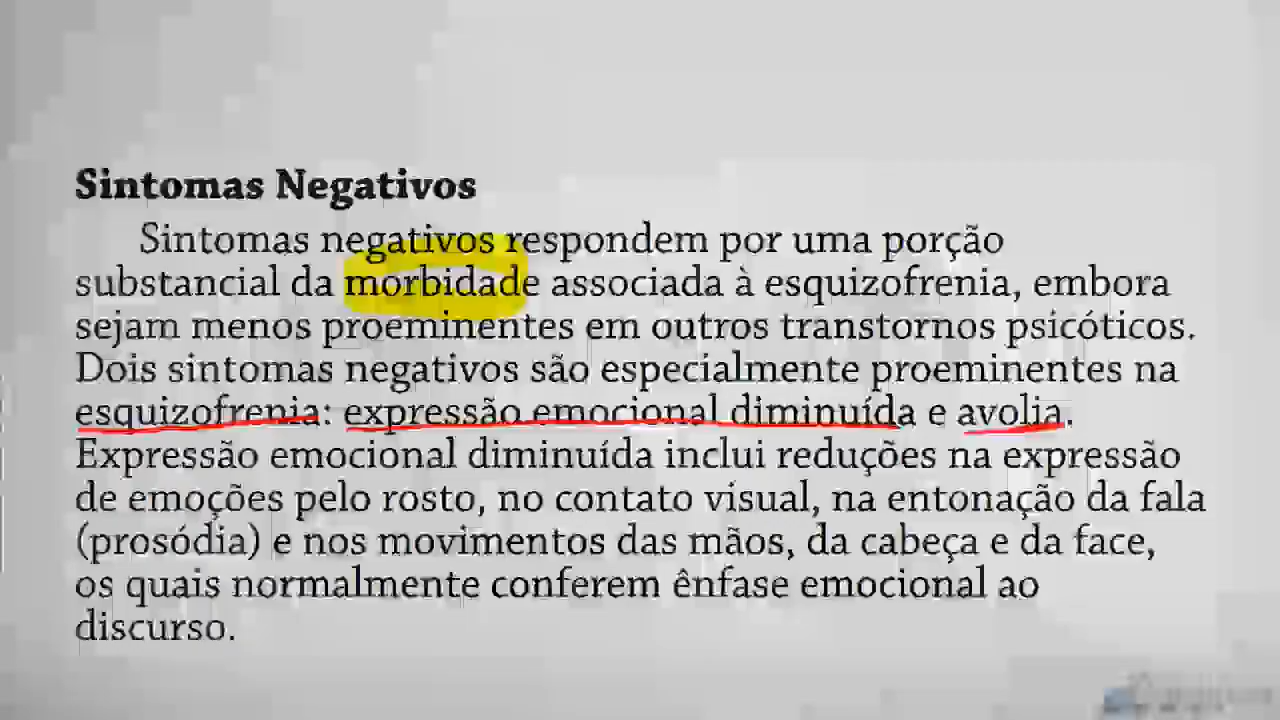 Sintomas Negativos
Sintomas negativos respondem por uma porção
substancial da morbidade associada à esquizofrenia, embora
sejam menos proeminentes em outros transtornos psicóticos.
Dois sintomas negativos são especialmente proeminentes na
esquizofrenia: expressão emocional diminuída e avolia.
Expressão emocional diminuída inclui reduções na expressão
de emoções pelo rosto, no contato visual, na entonação da fala
(prosódia) e nos movimentos das mãos, da cabeça e da face,
os quais normalmente conferem ênfase emocional ao
discurso.